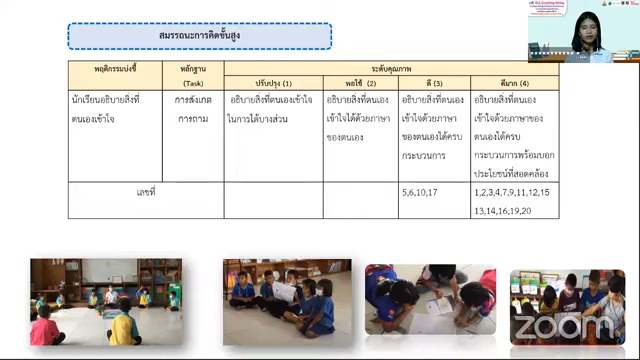 สมรรถนะการคิดขั้นสูง
พฤติกรรมบ่งชี้
หลักฐาน
(Task)
ระดับคุณภาพ
ปรับปรุง (1)
พอใช้ (2)
ดี (3)
ดีมาก (4)
นักเรียนอธิบายสิ่งที่
ตนเองเข้าใจ
การสังเกต
การถาม
อธิบายสิ่งที่ตนเองเข้าใจ
ในการได้บางส่วน
อธิบายสิ่งที่ตนเอง
เข้าใจได้ด้วยภาษา
ของตนเอง
อธิบายสิ่งที่ตนเอง
เข้าใจด้วยภาษา
ของตนเองได้ครบ
กระบวนการ
อธิบายสิ่งที่ตนเอง
เข้าใจด้วยภาษาของ
ตนเองได้ครบ
กระบวนการพร้อมบอก
ประโยชน์ที่สอดคล้อง
เลขที่
5,6,10,17
1,2,3,4,7,9,11,12,15
13,14,16,19,20
zoom